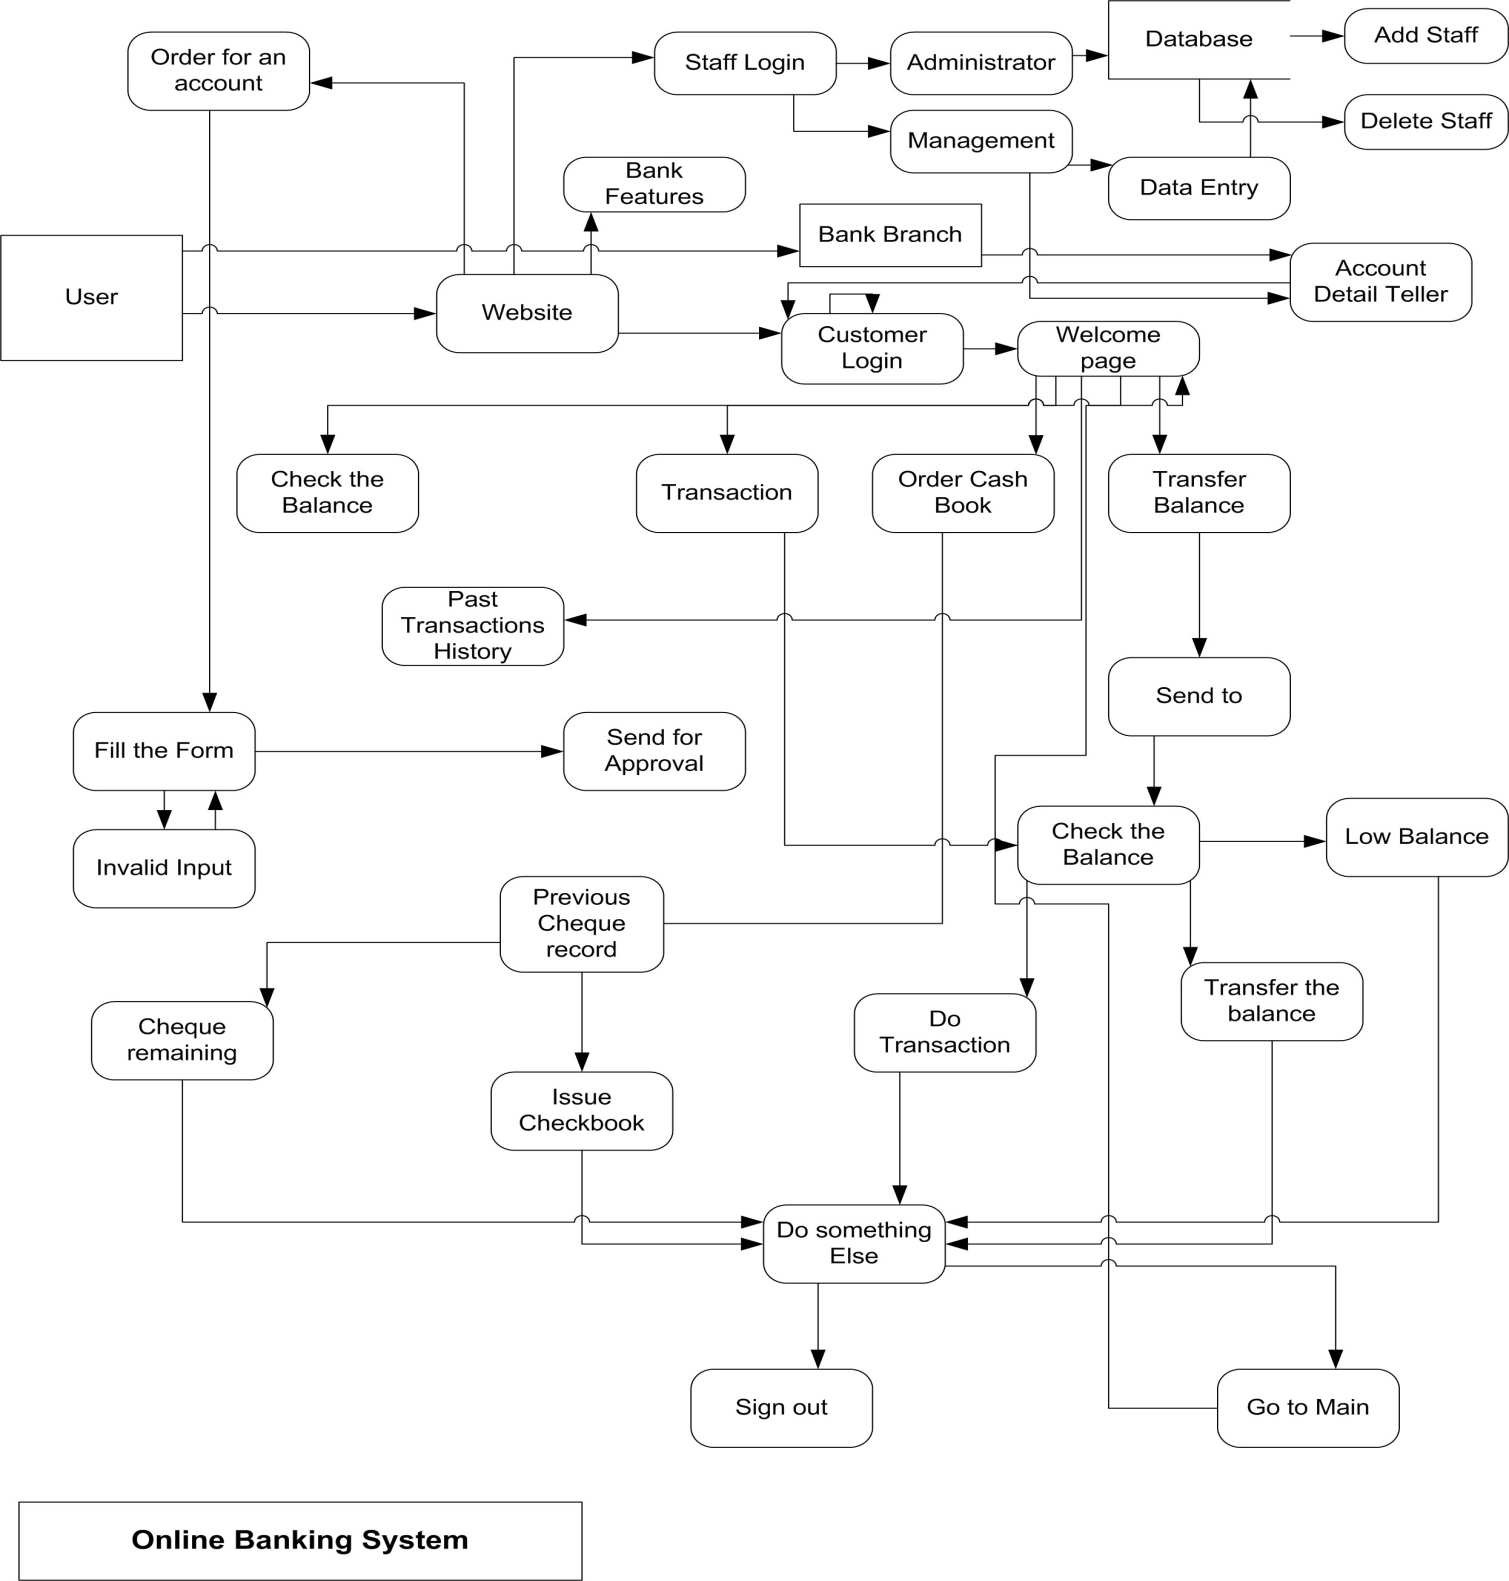 Order for an
account
Staff Login
Administrator
Database
Add Staff
Delete Staff
Management
Data Entry
Bank
Features
Bank Branch
User
Website
Account
Detail Teller
Customer
Login
Welcome
page
Check the
Balance
Transaction
Order Cash
Book
Transfer
Balance
Past
Transactions
History
Send to
Fill the Form
Send for
Approval
Invalid Input
Check the
Balance
Low Balance
Previous
Cheque
record
Transfer the
balance
Cheque
remaining
Do
Transaction
Issue
Checkbook
Do something
Else
Sign out
Go to Main
Online Banking System